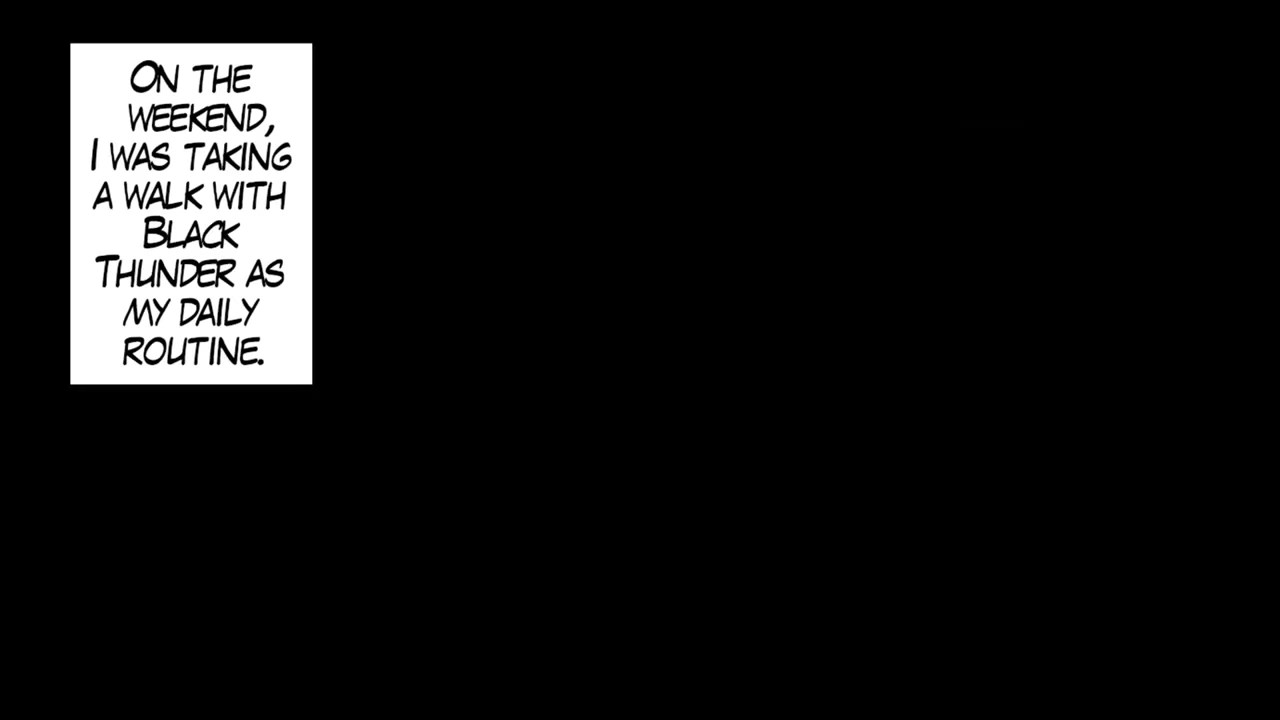 ON THE
WEEKEND,
I WAS TAKING
A WALK WITH
BLACK
THUNDER AS
MY DAILY
ROUTINE.